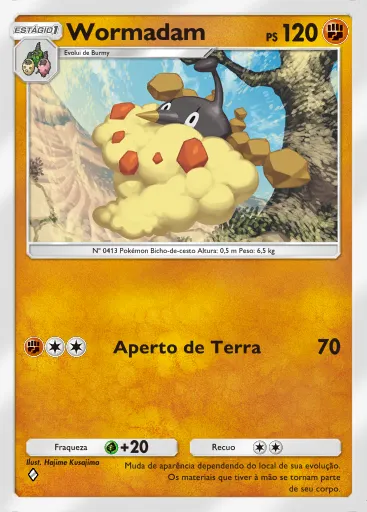 ESTÁGIO 1
Wormadam
PS 120
Evolui de Burmy
Nº 0413 Pokémon Bicho-de-cesto Altura: 0,5 m Peso: 6,5 kg
Aperto de Terra 70
Fraqueza +20 Recuo
Ilust. Hajime Kusajima
Muda de aparência dependendo do local de sua evolução.
Os materiais que tiver à mão se tornam parte
de seu corpo.